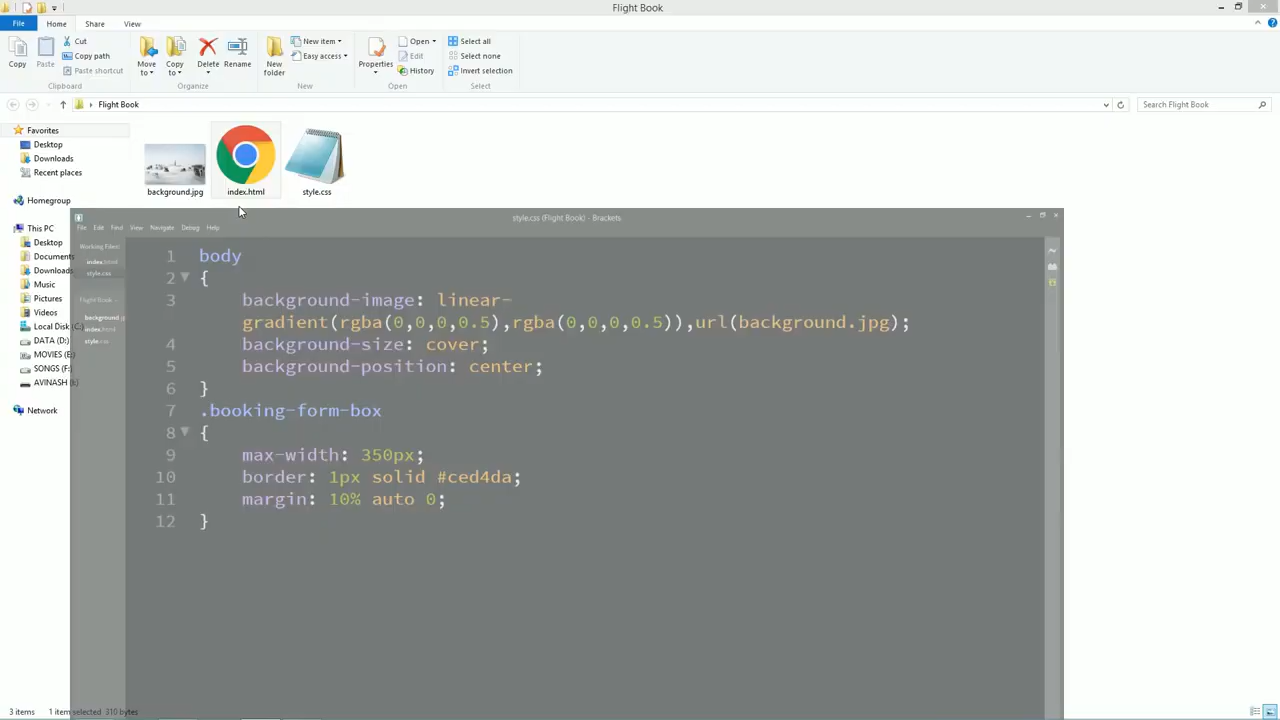 Flight Book
File Home Share View
Copy
Paste
Cut
Copy path
Paste shortcut
Clipboard
Move to
Copy to
Delete
Rename
Organize
New folder
New item
Easy access
New
Properties
Open
Edit
History
Open
Select all
Select none
Invert selection
Select
Flight Book
Search Flight Book
Favorites
Desktop
Downloads
Recent places
Homegroup
This PC
Desktop
Documents
Downloads
Music
Pictures
Videos
Local Disk (C:)
DATA (D:)
MOVIES (E:)
SONGS (F:)
AVINASH (I:)
Network
background.jpg
index.html
style.css
style.css (Flight Book) - Brackets
File Edit Find View Navigate Debug Help
Working Files
index.html
style.css
Flight Book
background.jp
index.html
style.css
1 body
2 {
3 background-image: linear-
gradient(rgba(0,0,0,0.5),rgba(0,0,0,0.5)),url(background.jpg);
4 background-size: cover;
5 background-position: center;
6 }
7 .booking-form-box
8 {
9 max-width: 350px;
10 border: 1px solid #ced4da;
11 margin: 10% auto 0;
12 }
3 items 1 item selected 310 bytes